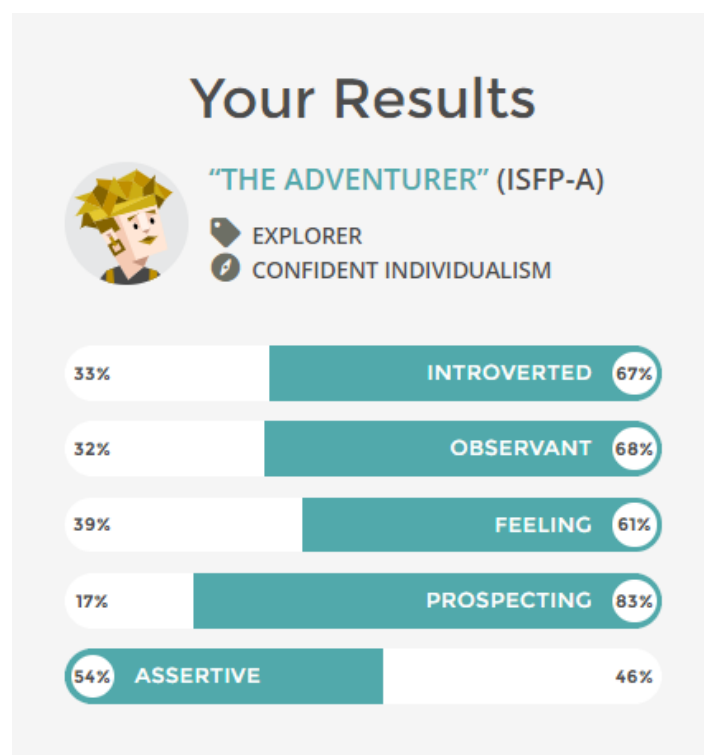 Your Results
“THE ADVENTURER” (ISFP-A)
EXPLORER
CONFIDENT INDIVIDUALISM
33% INTROVERTED 67%
32% OBSERVANT 68%
39% FEELING 61%
17% PROSPECTING 83%
54% ASSERTIVE 46%